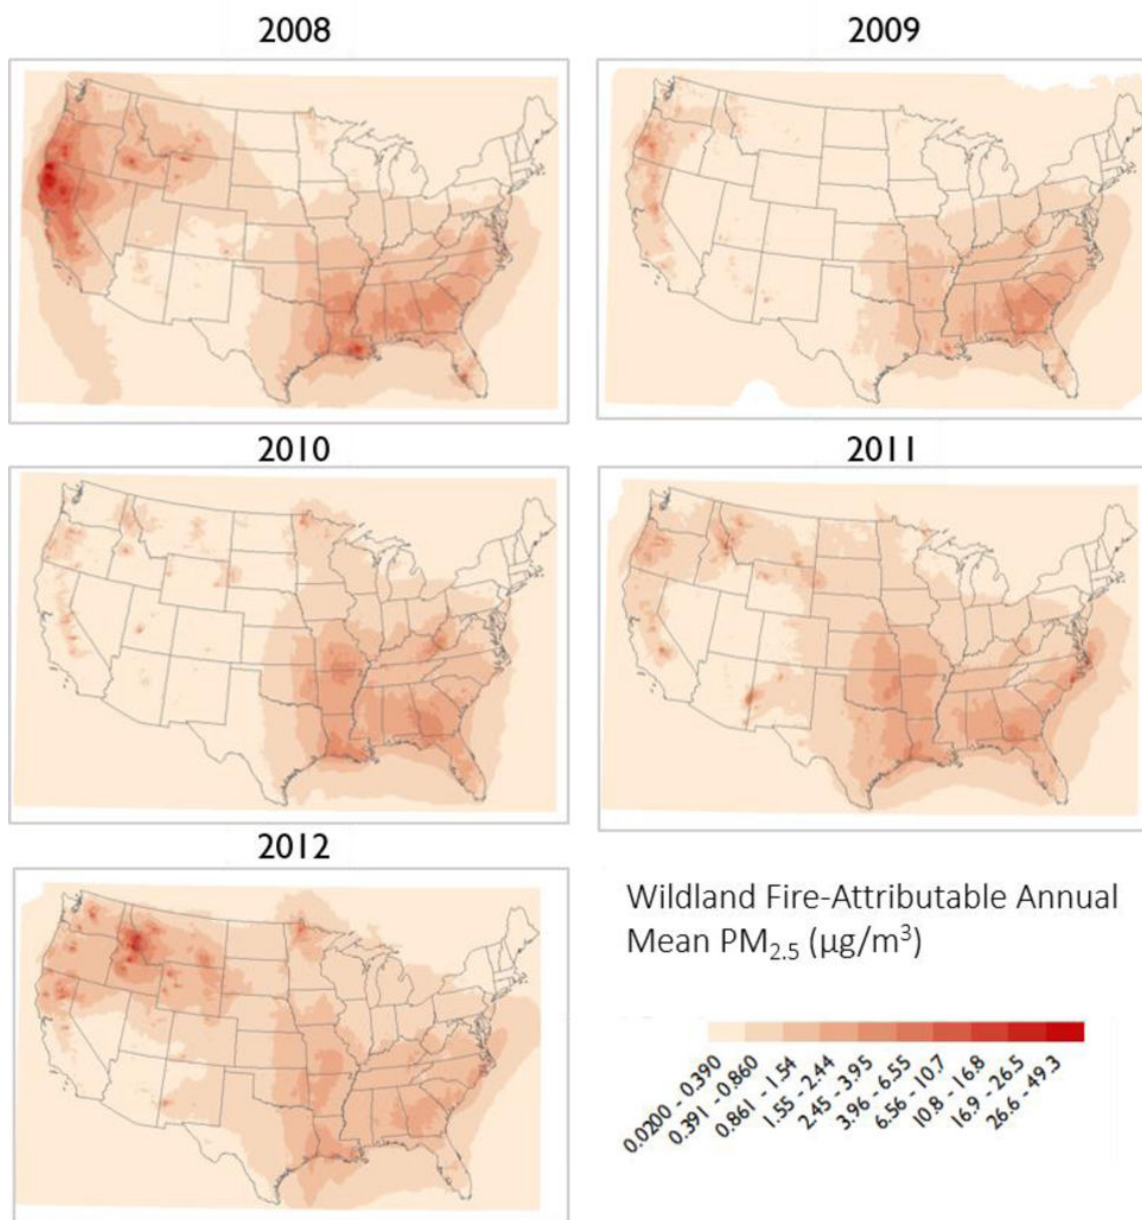 2008
2009
2010
2011
2012
Wildland Fire-Attributable Annual
Mean PM2.5 (µg/m³)
0.0200 - 0.390
0.391 - 0.860
0.861 - 1.54
1.55 - 2.44
2.45 - 3.95
3.96 - 6.55
6.56 - 10.7
10.8 - 16.8
16.9 - 26.5
26.6 - 49.3